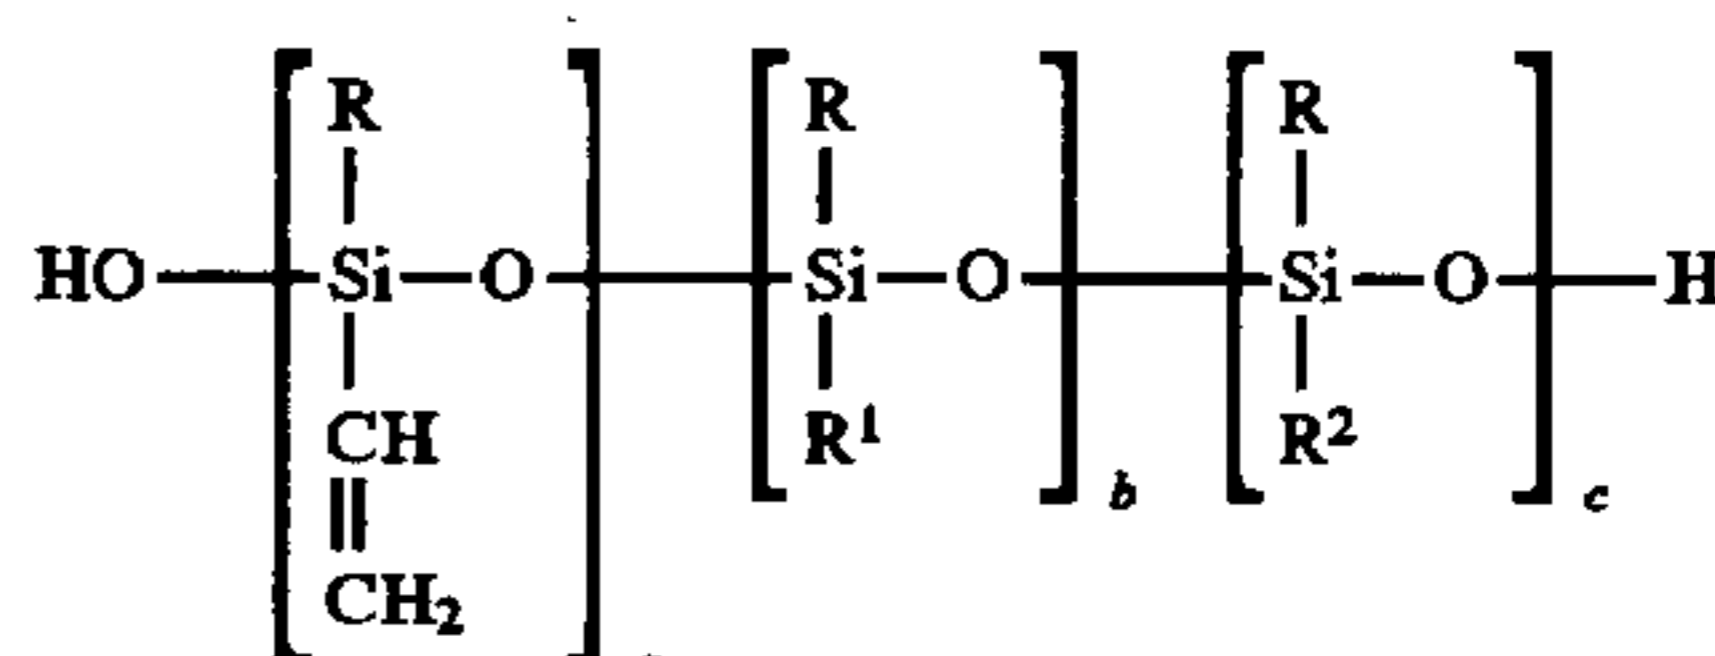 R R R
HO Si O Si O Si O H
CH R¹ R² 
b c
CH₂